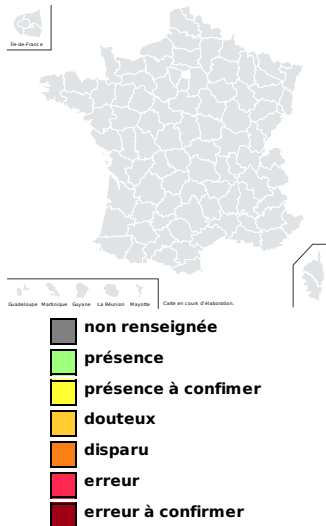 Île-de-France
Guadeloupe Martinique Guyane La Réunion Mayotte Carte en cours d'élaboration.
non renseignée
présence
présence à confimer
douteux
disparu
erreur
erreur à confirmer